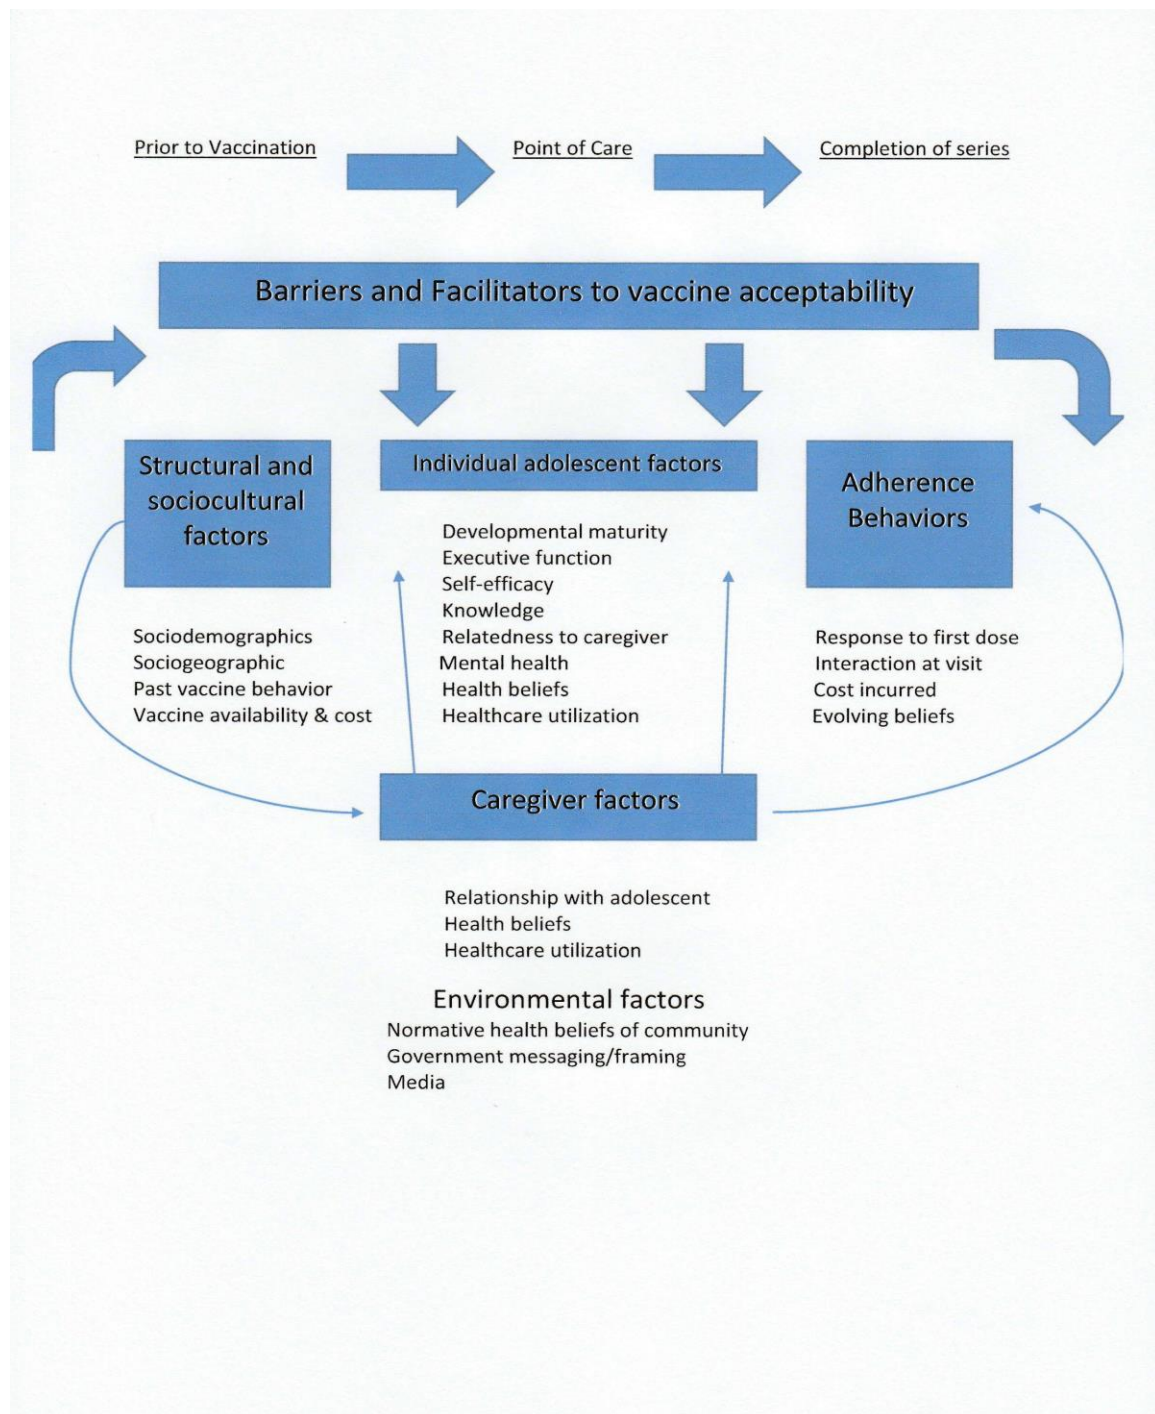 Prior to Vaccination
Point of Care
Completion of series
Barriers and Facilitators to vaccine acceptability
Structural and
sociocultural
factors
Sociodemographics
Sociogeographic
Past vaccine behavior
Vaccine availability & cost
Individual adolescent factors
Developmental maturity
Executive function
Self-efficacy
Knowledge
Relatedness to caregiver
Mental health
Health beliefs
Healthcare utilization
Adherence
Behaviors
Response to first dose
Interaction at visit
Cost incurred
Evolving beliefs
Caregiver factors
Relationship with adolescent
Health beliefs
Healthcare utilization
Environmental factors
Normative health beliefs of community
Government messaging/framing
Media